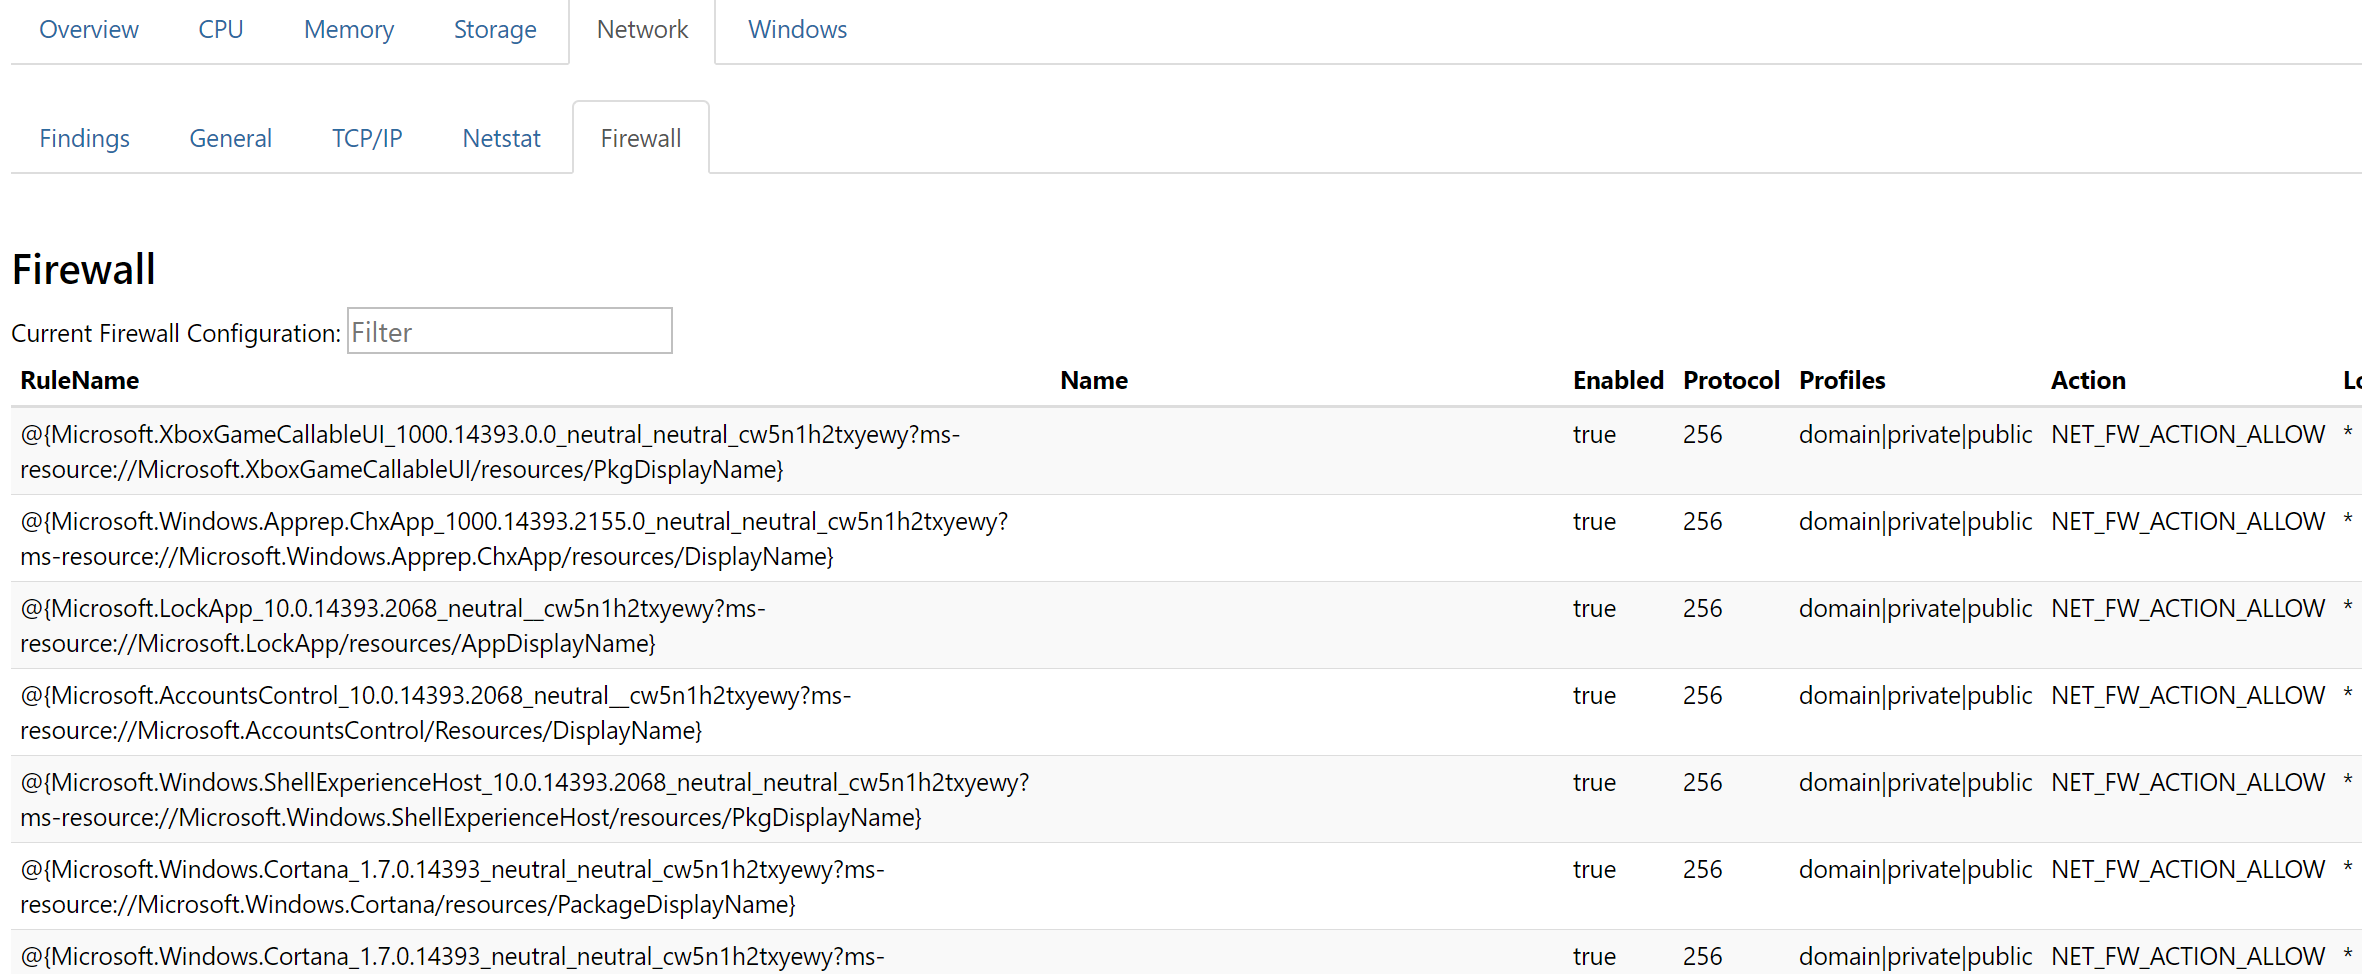 Overview CPU Memory Storage Network Windows
Findings General TCP/IP Netstat Firewall
Firewall
Current Firewall Configuration: Filter
RuleName Name Enabled Protocol Profiles Action
@{Microsoft.XboxGameCallableUI_1000.14393.0.0_neutral_neutral_cw5n1h2txyewy?ms- true 256 domain|private|public NET_FW_ACTION_ALLOW *
resource://Microsoft.XboxGameCallableUI/resources/PkgDisplayName}
@{Microsoft.Windows.Apprep.ChxApp_1000.14393.2155.0_neutral_neutral_cw5n1h2txyewy? true 256 domain|private|public NET_FW_ACTION_ALLOW *
ms-resource://Microsoft.Windows.Apprep.ChxApp/resources/DisplayName}
@{Microsoft.LockApp_10.0.14393.2068_neutral__cw5n1h2txyewy?ms- true 256 domain|private|public NET_FW_ACTION_ALLOW *
resource://Microsoft.LockApp/resources/AppDisplayName}
@{Microsoft.AccountsControl_10.0.14393.2068_neutral__cw5n1h2txyewy?ms- true 256 domain|private|public NET_FW_ACTION_ALLOW *
resource://Microsoft.AccountsControl/Resources/DisplayName}
@{Microsoft.Windows.ShellExperienceHost_10.0.14393.2068_neutral_neutral_cw5n1h2txyewy? true 256 domain|private|public NET_FW_ACTION_ALLOW *
ms-resource://Microsoft.Windows.ShellExperienceHost/resources/PkgDisplayName}
@{Microsoft.Windows.Cortana_1.7.0.14393_neutral_neutral_cw5n1h2txyewy?ms- true 256 domain|private|public NET_FW_ACTION_ALLOW *
resource://Microsoft.Windows.Cortana/resources/PackageDisplayName}
@{Microsoft.Windows.Cortana_1.7.0.14393_neutral_neutral_cw5n1h2txyewy?ms- true 256 domain|private|public NET_FW_ACTION_ALLOW *